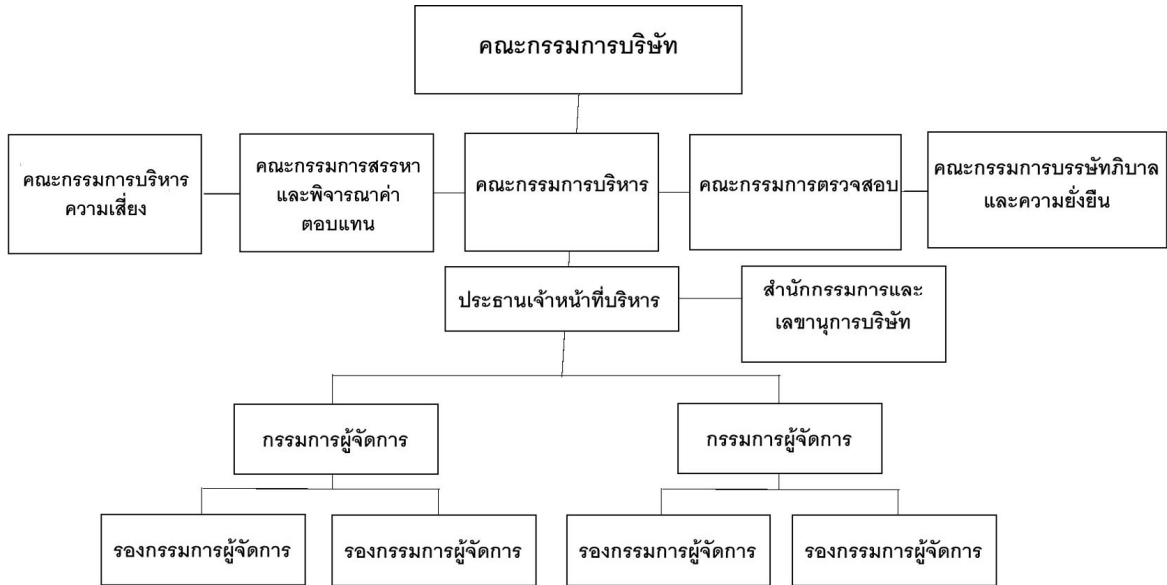 คณะกรรมการบริษัท
คณะกรรมการบริหาร
ความเสี่ยง
คณะกรรมการสรรหา
และพิจารณาค่า
ตอบแทน
คณะกรรมการบริหาร
คณะกรรมการตรวจสอบ
คณะกรรมการบรรษัทภิบาล
และความยั่งยืน
ประธานเจ้าหน้าที่บริหาร
สำนักกรรมการและ
เลขานุการบริษัท
กรรมการผู้จัดการ
กรรมการผู้จัดการ
รองกรรมการผู้จัดการ
รองกรรมการผู้จัดการ
รองกรรมการผู้จัดการ
รองกรรมการผู้จัดการ